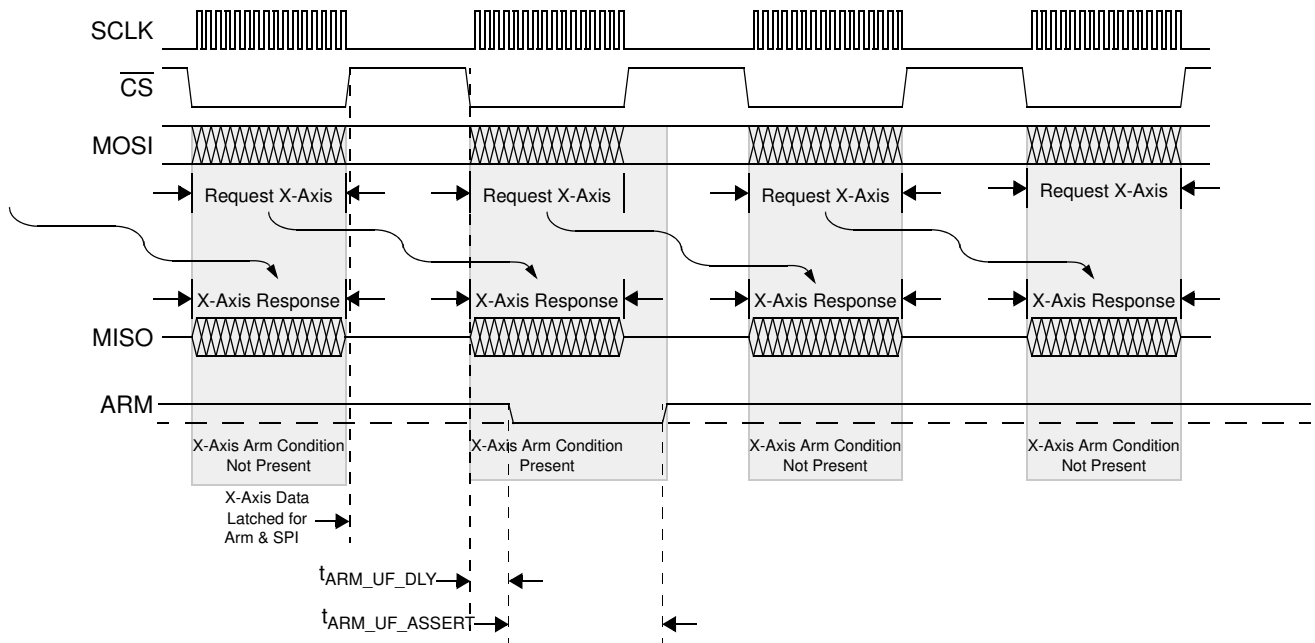 SCLK
CS
MOSI
Request X-Axis
Request X-Axis
Request X-Axis
Request X-Axis
X-Axis Response
X-Axis Response
X-Axis Response
X-Axis Response
MISO
ARM
X-Axis Arm Condition
Not Present
X-Axis Arm Condition
Present
X-Axis Arm Condition
Not Present
X-Axis Arm Condition
Not Present
X-Axis Data
Latched for
Arm & SPI
tARM_UF_DLY
tARM_UF_ASSERT